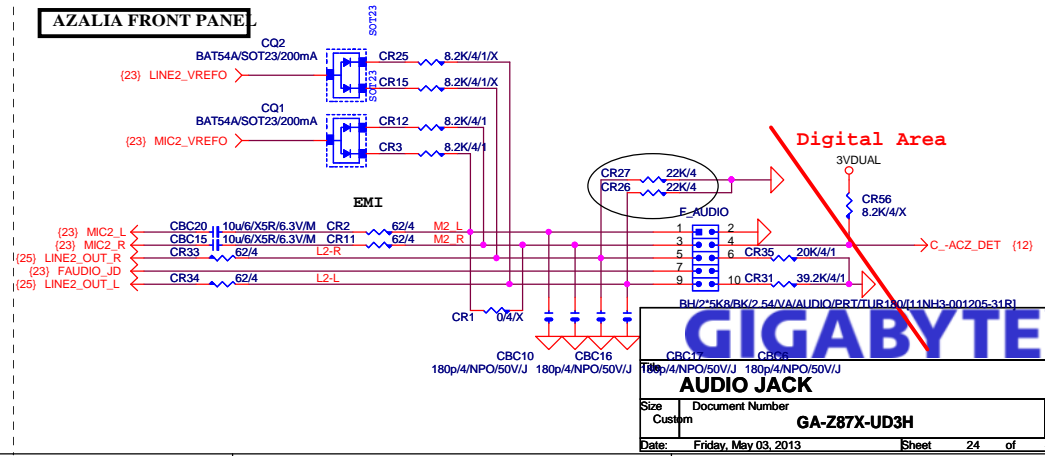 AZALIA FRONT PANEL
SOT23
CQ2
BAT54A/SOT23/200mA
CR25 8.2K/4/1/X
{23} LINE2_VREFO
SOT23
CR15 8.2K/4/1/X
CQ1
BAT54A/SOT23/200mA
CR12 8.2K/4/1
{23} MIC2_VREFO
CR3 8.2K/4/1
Digital Area
3VDUAL
CR27 22K/4
CR26 22K/4
CR56
8.2K/4/X
EMI
F_AUDIO
{23} MIC2_L CBC20 10u/6/X5R/6.3V/M CR2 62/4 M2_L 1 2
{23} MIC2_R CBC15 10u/6/X5R/6.3V/M CR11 62/4 M2_R 3 4 C_-ACZ_DET {12}
{25} LINE2_OUT_R CR33 62/4 L2-R 5 6 CR35 20K/4/1
{23} FAUDIO_JD 7
{25} LINE2_OUT_L CR34 62/4 L2-L 9 10 CR31 39.2K/4/1
BH/2*5K8/BK/2.54/VA/AUDIO/PRT/TUR180/[11NH3-001205-31R]
CR1 0/4/X
GIGABYTE
CBC10 CBC16 CBC17 CBC6
180p/4/NPO/50V/J 180p/4/NPO/50V/J 180p/4/NPO/50V/J 180p/4/NPO/50V/J
Title
AUDIO JACK
Size Document Number
Custom GA-Z87X-UD3H
Date: Friday, May 03, 2013 Sheet 24 of